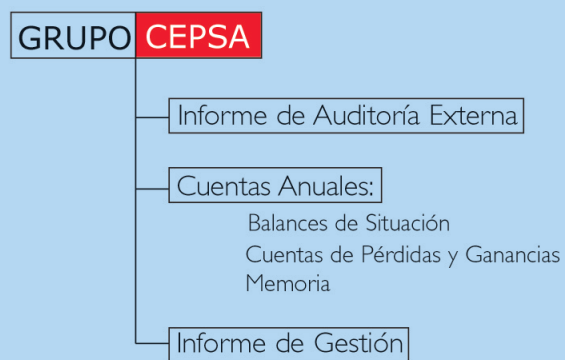 GRUPO CEPSA
Informe de Auditoría Externa
Cuentas Anuales:
Balances de Situación
Cuentas de Pérdidas y Ganancias
Memoria
Informe de Gestión